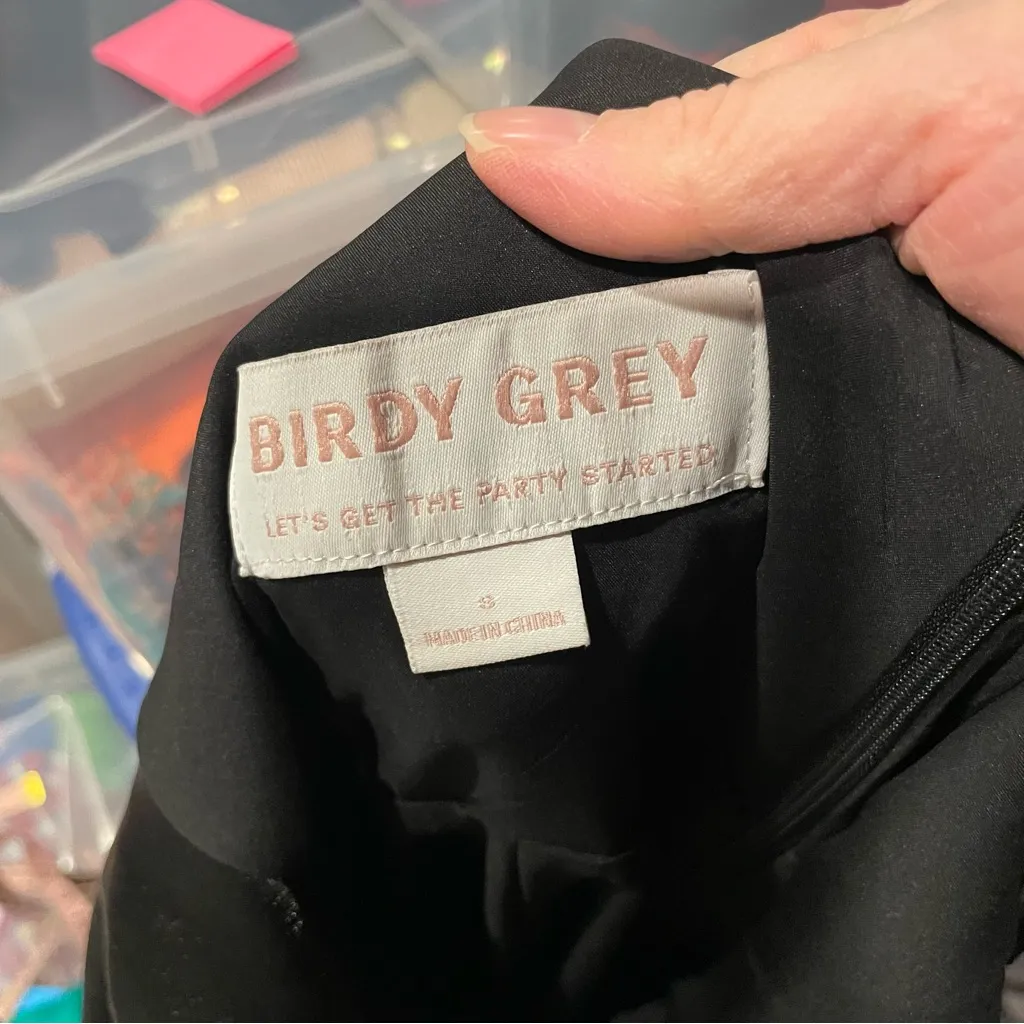 BIRDY GREY
LET'S GET THE PARTY STARTED
S
MADE IN CHINA